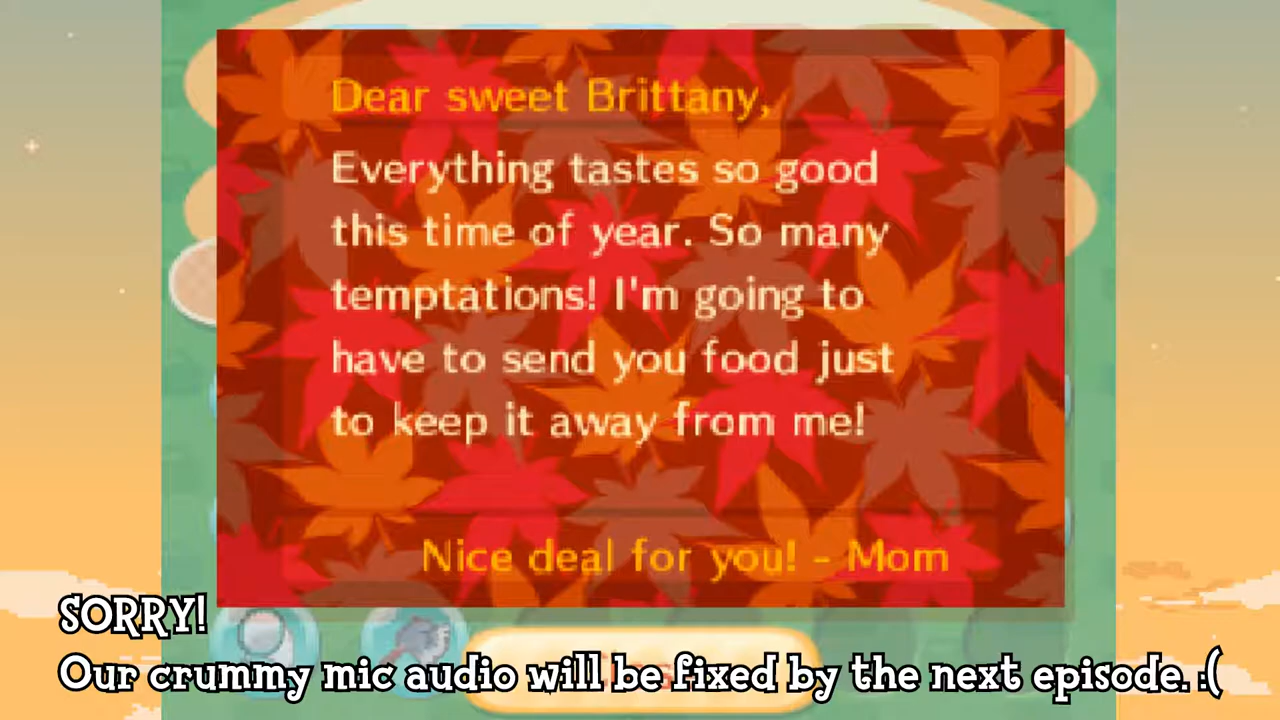 Dear sweet Brittany,
Everything tastes so good
this time of year. So many
temptations! I'm going to
have to send you food just
to keep it away from me!
Nice deal for you! - Mom
SORRY!
Our crummy mic audio will be fixed by the next episode. :(